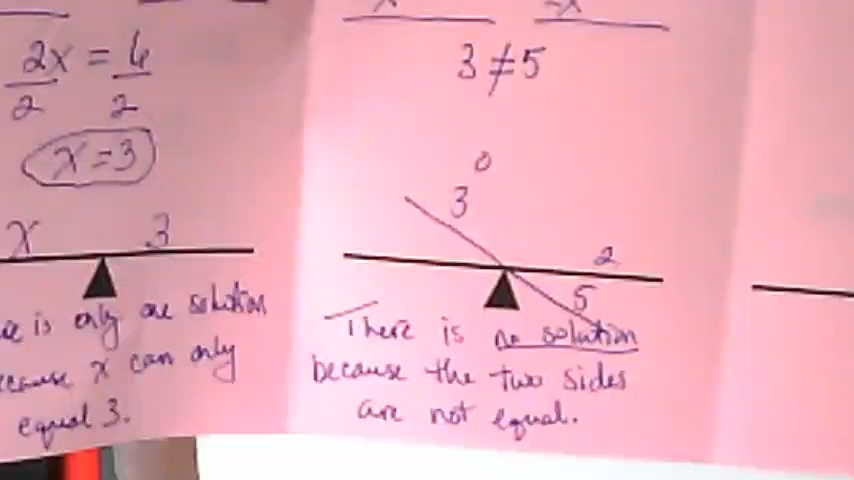 2x = 6
2 2
x = 3
x 3
is only one solution
x can only
equal 3.
x -x
3 ≠ 5
0
3
2
5
There is no solution
because the two sides
are not equal.